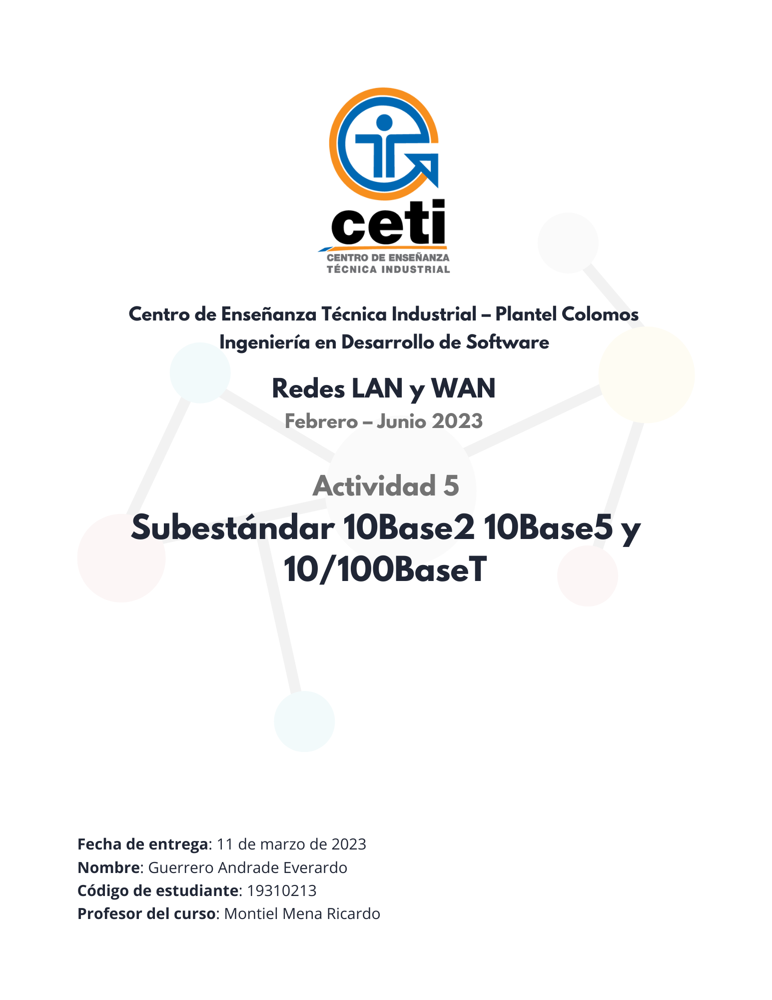 ceti
CENTRO DE ENSEÑANZA
TÉCNICA INDUSTRIAL
Centro de Enseñanza Técnica Industrial – Plantel Colomos
Ingeniería en Desarrollo de Software
Redes LAN y WAN
Febrero – Junio 2023
Actividad 5
Subestándar 10Base2 10Base5 y
10/100BaseT
Fecha de entrega: 11 de marzo de 2023
Nombre: Guerrero Andrade Everardo
Código de estudiante: 19310213
Profesor del curso: Montiel Mena Ricardo